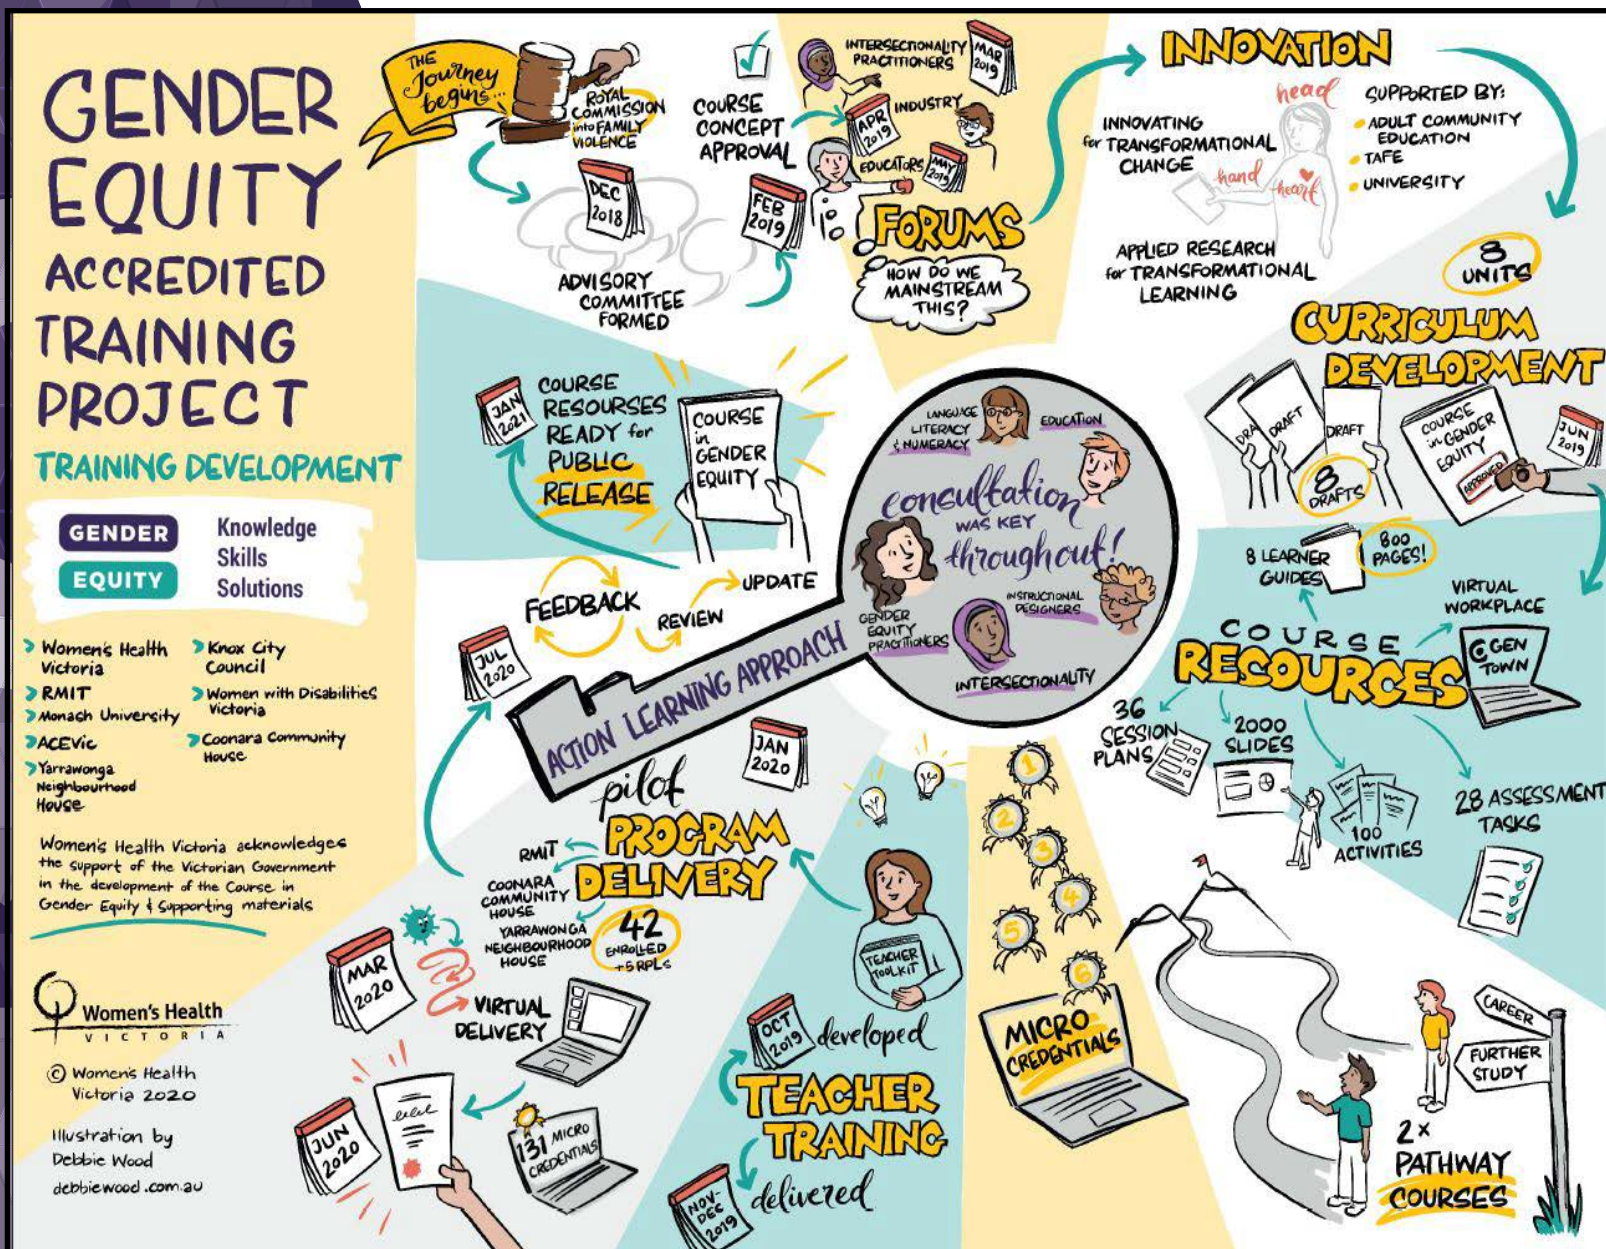 GENDER
EQUITY
ACCREDITED
TRAINING
PROJECT
TRAINING DEVELOPMENT
GENDER
EQUITY
Knowledge
Skills
Solutions
Women's Health
Victoria
RMIT
Monash University
ACEVic
Yarrawonga
Neighbourhood
House
Knox City
Council
Women with Disabilities
Victoria
Coonara Community
House
Women's Health Victoria acknowledges
the support of the Victorian Government
in the development of the Course in
Gender Equity & Supporting materials
Women's Health
VICTORIA
© Women's Health
Victoria 2020
Illustration by
Debbie Wood
debbiewood.com.au
THE
Journey
begins...
ROYAL
COMMISSION
into FAMILY
VIOLENCE
DEC
2018
ADVISORY
COMMITTEE
FORMED
COURSE
CONCEPT
APPROVAL
FEB
2019
INTERSECTIONALITY
PRACTITIONERS
MAR
2019
INDUSTRY
APR
2019
EDUCATORS
MAY
2019
FORUMS
HOW DO WE
MAINSTREAM
THIS?
INNOVATION
INNOVATING
for TRANSFORMATIONAL
CHANGE
head
hand
heart
SUPPORTED BY:
ADULT COMMUNITY
EDUCATION
TAFE
UNIVERSITY
APPLIED RESEARCH
for TRANSFORMATIONAL
LEARNING
8
UNITS
CURRICULUM
DEVELOPMENT
DRA
DRAFT
DRAFT
8
DRAFTS
COURSE
in GENDER
EQUITY
APPROVED
JUN
2019
8 LEARNER
GUIDES
800
PAGES!
VIRTUAL
WORKPLACE
COURSE
RECOURCES
C GEN
TOWN
36
SESSION
PLANS
2000
SLIDES
100
ACTIVITIES
28 ASSESSMENT
TASKS
LANGUAGE
LITERACY
& NUMERACY
EDUCATION
consultation
WAS KEY
throughout!
GENDER
EQUITY
PRACTITIONERS
INSTRUCTIONAL
DESIGNERS
INTERSECTIONALITY
ACTION LEARNING APPROACH
MICRO
CREDENTIALS
1
2
3
4
5
6
CAREER
FURTHER
STUDY
2x
PATHWAY
COURSES
OCT
2019
developed
TEACHER
TRAINING
NOV-
DEC
2019
delivered
TEACHER
TOOLKIT
JAN
2020
pilot
PROGRAM
DELIVERY
RMIT
COONARA
COMMUNITY
HOUSE
YARRAWONGA
NEIGHBOURHOOD
HOUSE
42
ENROLLED
+5 RPLs
MAR
2020
VIRTUAL
DELIVERY
131 MICRO
CREDENTIALS
JUN
2020
JUL
2020
FEEDBACK
REVIEW
UPDATE
JAN
2021
COURSE
RESOURSES
READY for
PUBLIC
RELEASE
COURSE
in
GENDER
EQUITY